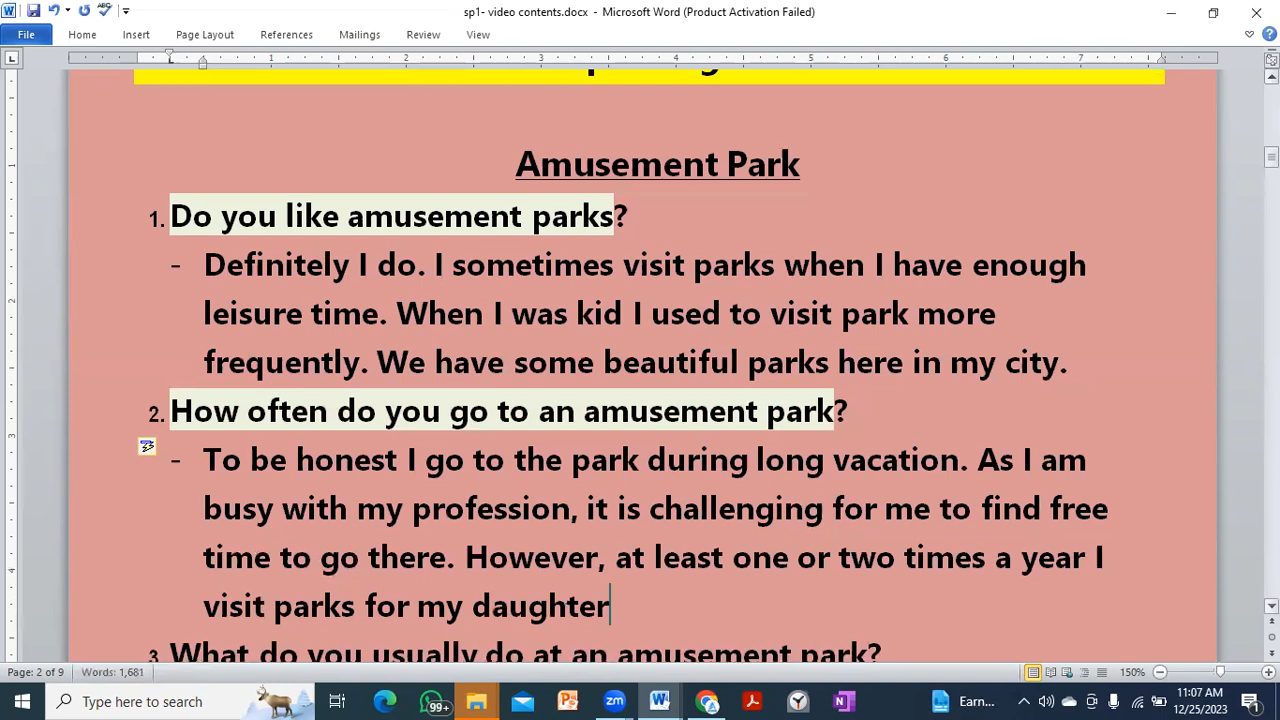 sp1- video contents.docx - Microsoft Word (Product Activation Failed)
File Home Insert Page Layout References Mailings Review View
1 2 3 4 5 6 7
Amusement Park
1. Do you like amusement parks?
- Definitely I do. I sometimes visit parks when I have enough
leisure time. When I was kid I used to visit park more
frequently. We have some beautiful parks here in my city.
2. How often do you go to an amusement park?
- To be honest I go to the park during long vacation. As I am
busy with my profession, it is challenging for me to find free
time to go there. However, at least one or two times a year I
visit parks for my daughter
3. What do you usually do at an amusement park?
Page: 2 of 9 Words: 1,681 150%
Type here to search 99+ Earn... 11:07 AM
12/25/2023